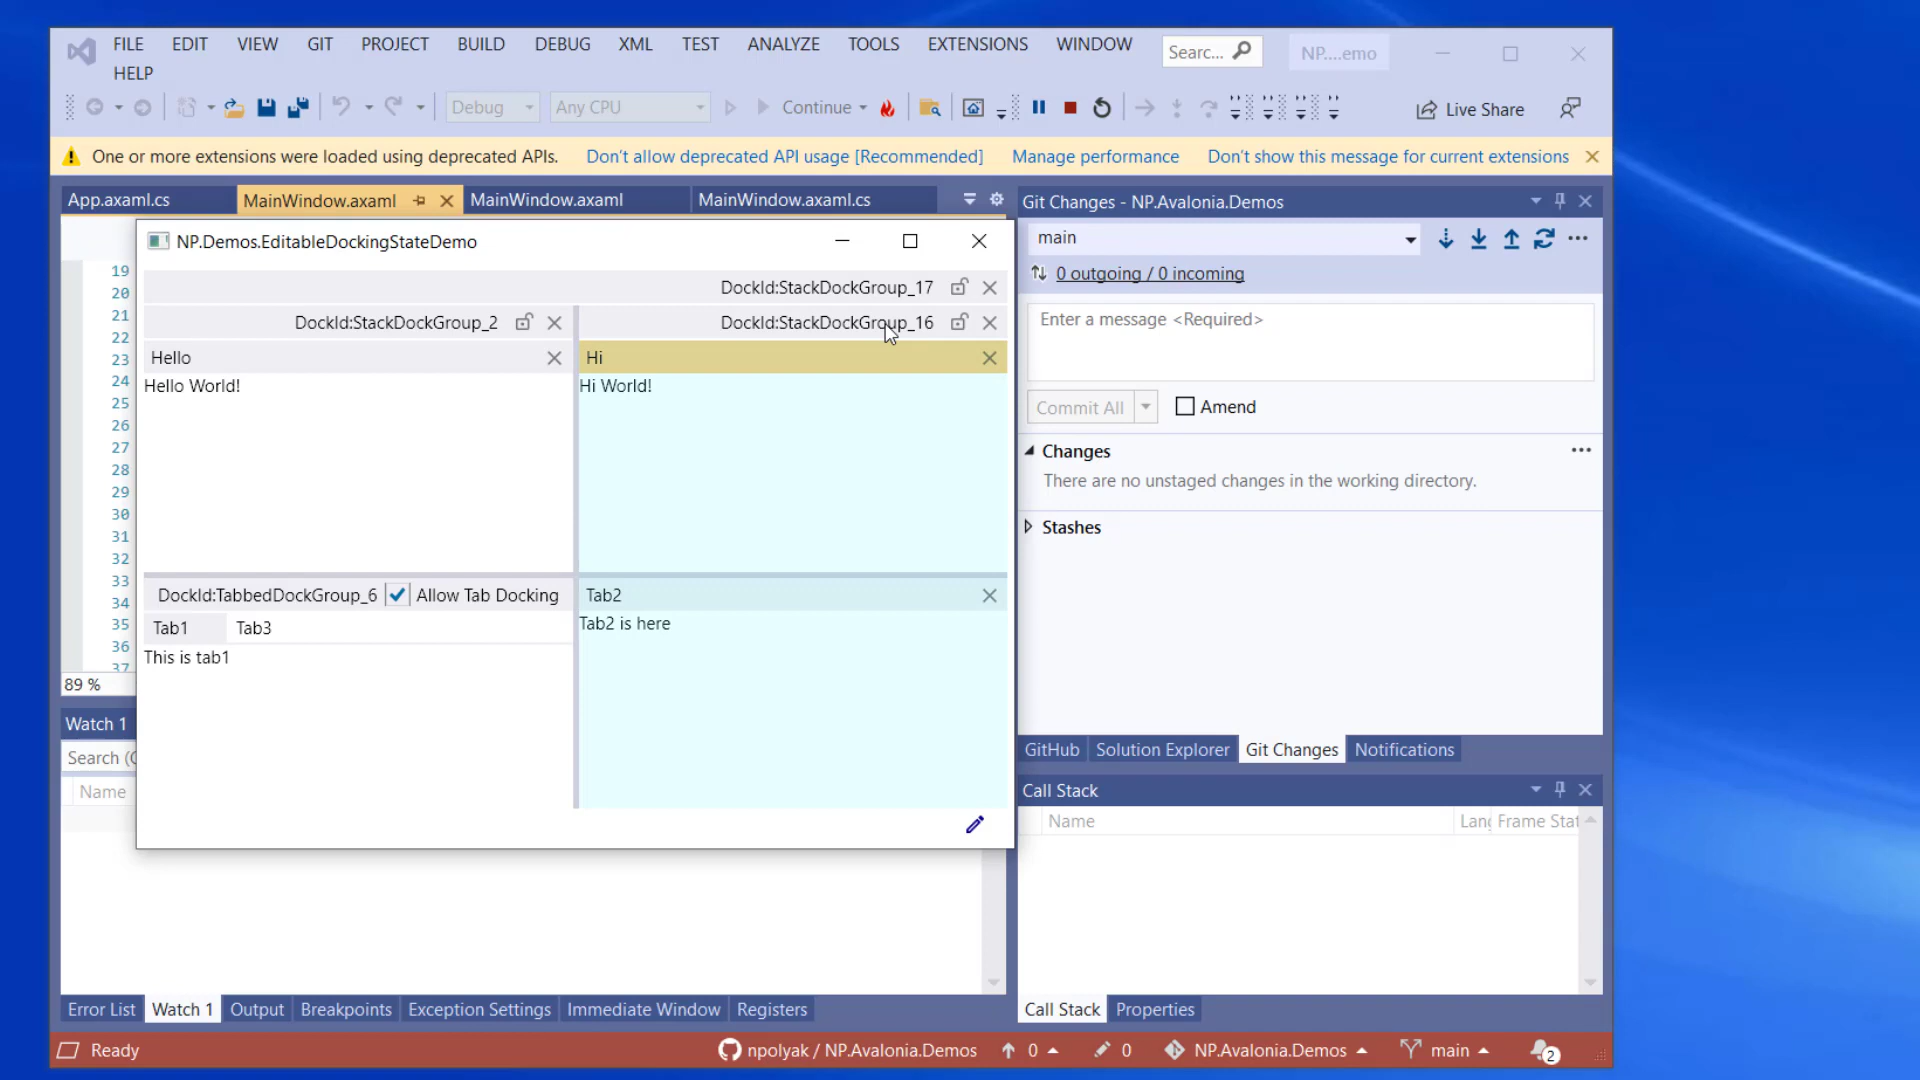 FILE EDIT VIEW GIT PROJECT BUILD DEBUG XML TEST ANALYZE TOOLS EXTENSIONS WINDOW
HELP
Searc...
NP....emo
Debug Any CPU Continue Live Share
One or more extensions were loaded using deprecated APIs. Don't allow deprecated API usage [Recommended] Manage performance Don't show this message for current extensions
App.axaml.cs MainWindow.axaml MainWindow.axaml MainWindow.axaml.cs
NP.Demos.EditableDockingStateDemo
DockId:StackDockGroup_17
DockId:StackDockGroup_2 DockId:StackDockGroup_16
Hello Hi
Hello World! Hi World!
DockId:TabbedDockGroup_6 Allow Tab Docking Tab2
Tab1 Tab3
Tab2 is here
This is tab1
19
20
21
22
23
24
25
26
27
28
29
30
31
32
33
34
35
36
37
89 %
Watch 1
Search (
Name
Git Changes - NP.Avalonia.Demos
main
0 outgoing / 0 incoming
Enter a message <Required>
Commit All Amend
Changes
There are no unstaged changes in the working directory.
Stashes
GitHub Solution Explorer Git Changes Notifications
Call Stack
Name Lang Frame Stat
Error List Watch 1 Output Breakpoints Exception Settings Immediate Window Registers
Call Stack Properties
Ready npolyak / NP.Avalonia.Demos 0 0 NP.Avalonia.Demos main 2